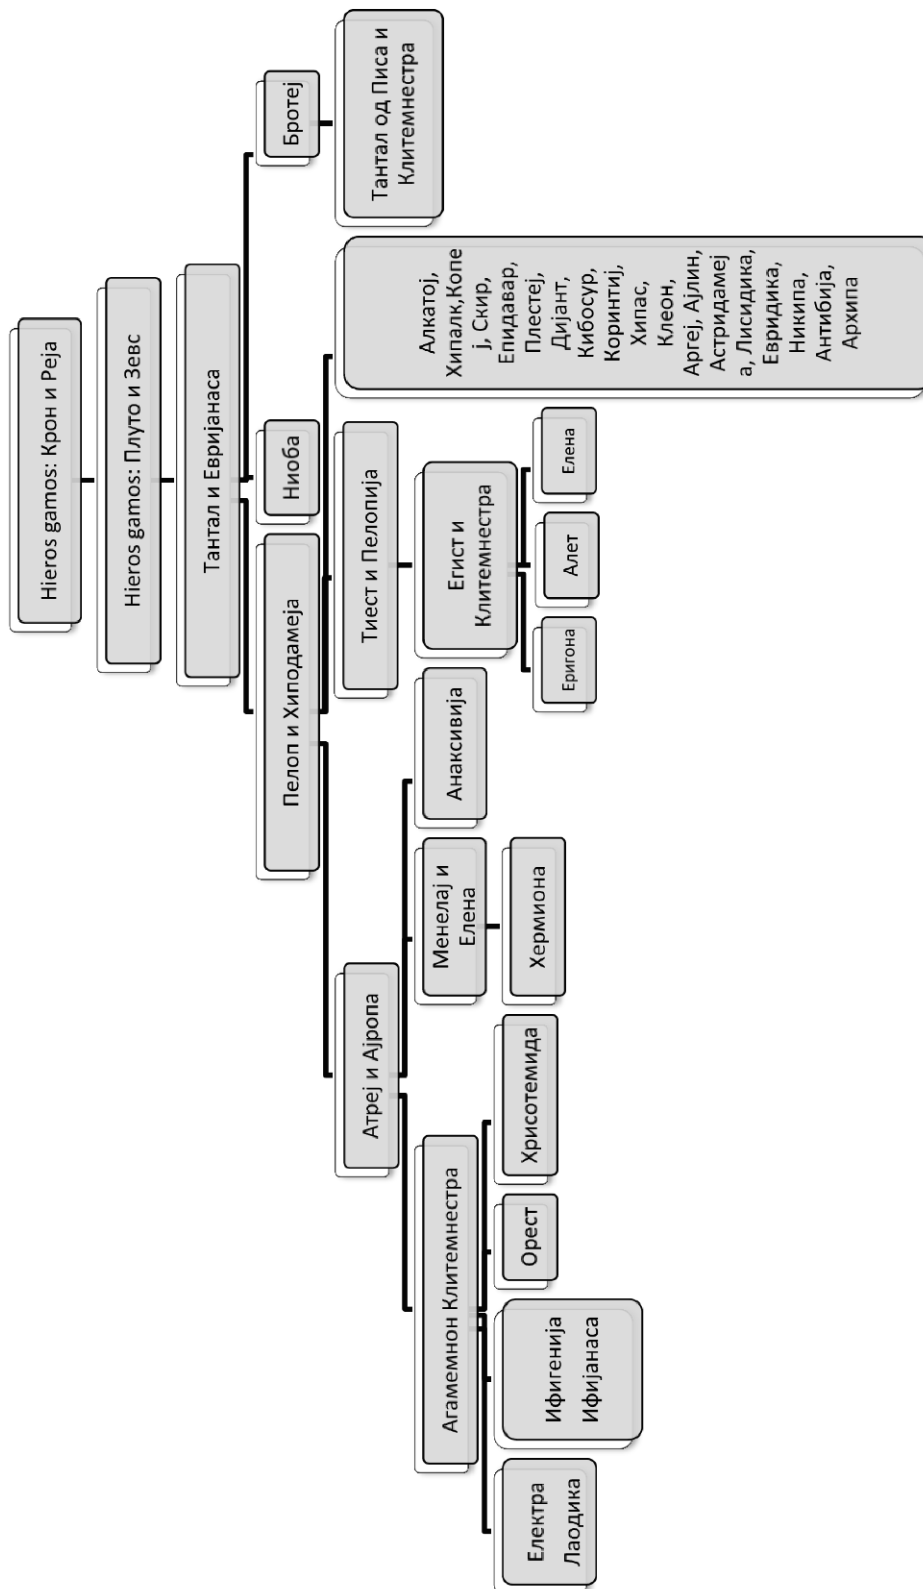 Hieros gamos: Крон и Реја
Hieros gamos: Плуто и Зевс
Тантал и Евријанаса
Пелоп и Хиподамеја
Ниоба
Бротеј
Атреј и Ајропа
Тиест и Пелопија
Алкатој,
Хипалк,Копе
ј, Скир,
Епидавар,
Плестеј,
Дијант,
Кибосур,
Коринтиј,
Хипас,
Клеон,
Аргеј, Ајлин,
Астридамеј
а, Лисидика,
Евридика,
Никипа,
Антибија,
Архипа
Тантал од Писа и
Клитемнестра
Агамемнон Клитемнестра
Менелај и
Елена
Анаксивија
Егист и
Клитемнестра
Електра
Лаодика
Ифигенија
Ифијанаса
Орест
Хрисотемида
Хермиона
Еригона
Алет
Елена